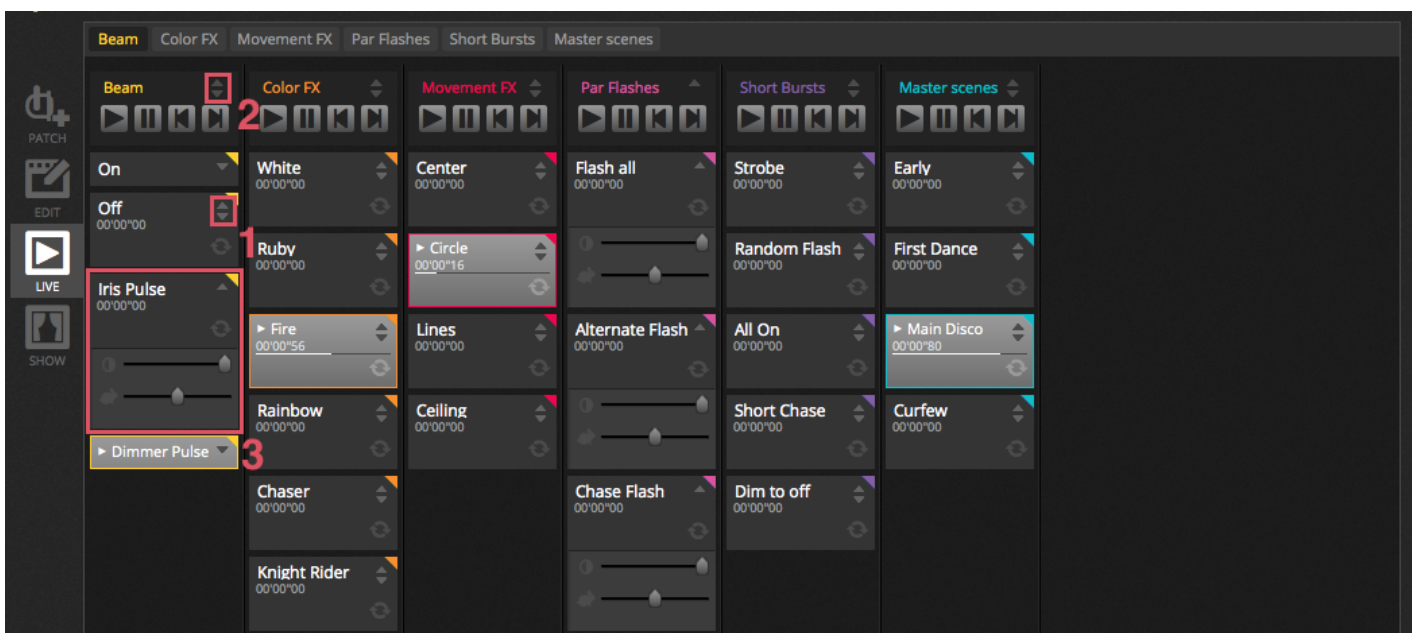 Beam Color FX Movement FX Par Flashes Short Bursts Master scenes
PATCH
EDIT
LIVE
SHOW
Beam
2
On
Off
00'00"00
1
Iris Pulse
00'00"00
Dimmer Pulse
3
Color FX
White
00'00"00
Ruby
00'00"00
Fire
00'00"56
Rainbow
00'00"00
Chaser
00'00"00
Knight Rider
00'00"00
Movement FX
Center
00'00"00
Circle
00'00"16
Lines
00'00"00
Ceiling
00'00"00
Par Flashes
Flash all
00'00"00
Alternate Flash
00'00"00
Chase Flash
00'00"00
Short Bursts
Strobe
00'00"00
Random Flash
00'00"00
All On
00'00"00
Short Chase
00'00"00
Dim to off
00'00"00
Master scenes
Early
00'00"00
First Dance
00'00"00
Main Disco
00'00"80
Curfew
00'00"00